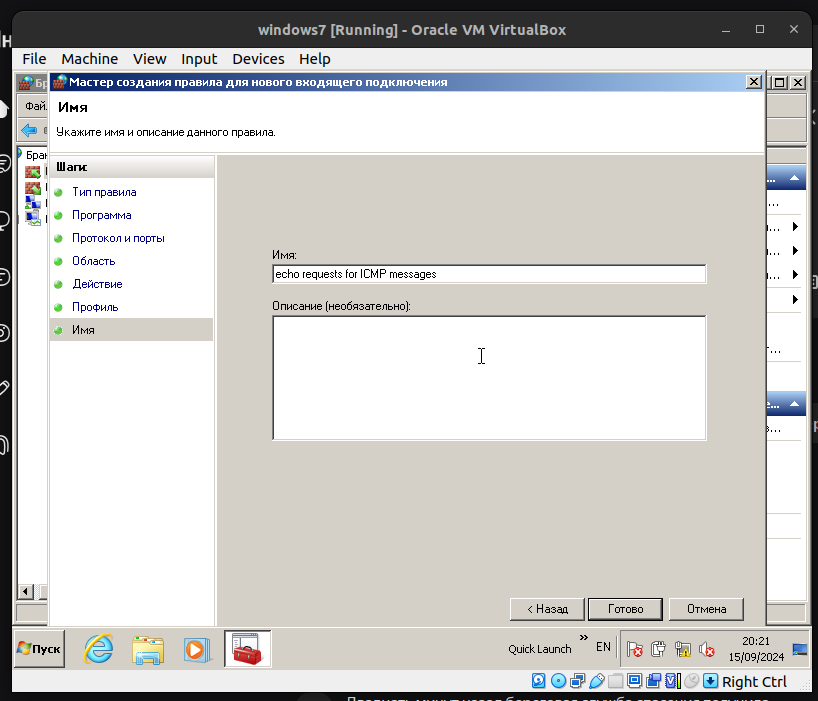 windows7 [Running] - Oracle VM VirtualBox
File Machine View Input Devices Help
Мастер создания правила для нового входящего подключения
Файл
Имя
Укажите имя и описание данного правила.
Шаги:
Тип правила
Программа
Протокол и порты
Область
Действие
Профиль
Имя
Имя:
echo requests for ICMP messages
Описание (необязательно):
< Назад Готово Отмена
Пуск Quick Launch » EN 20:21
15/09/2024
Right Ctrl